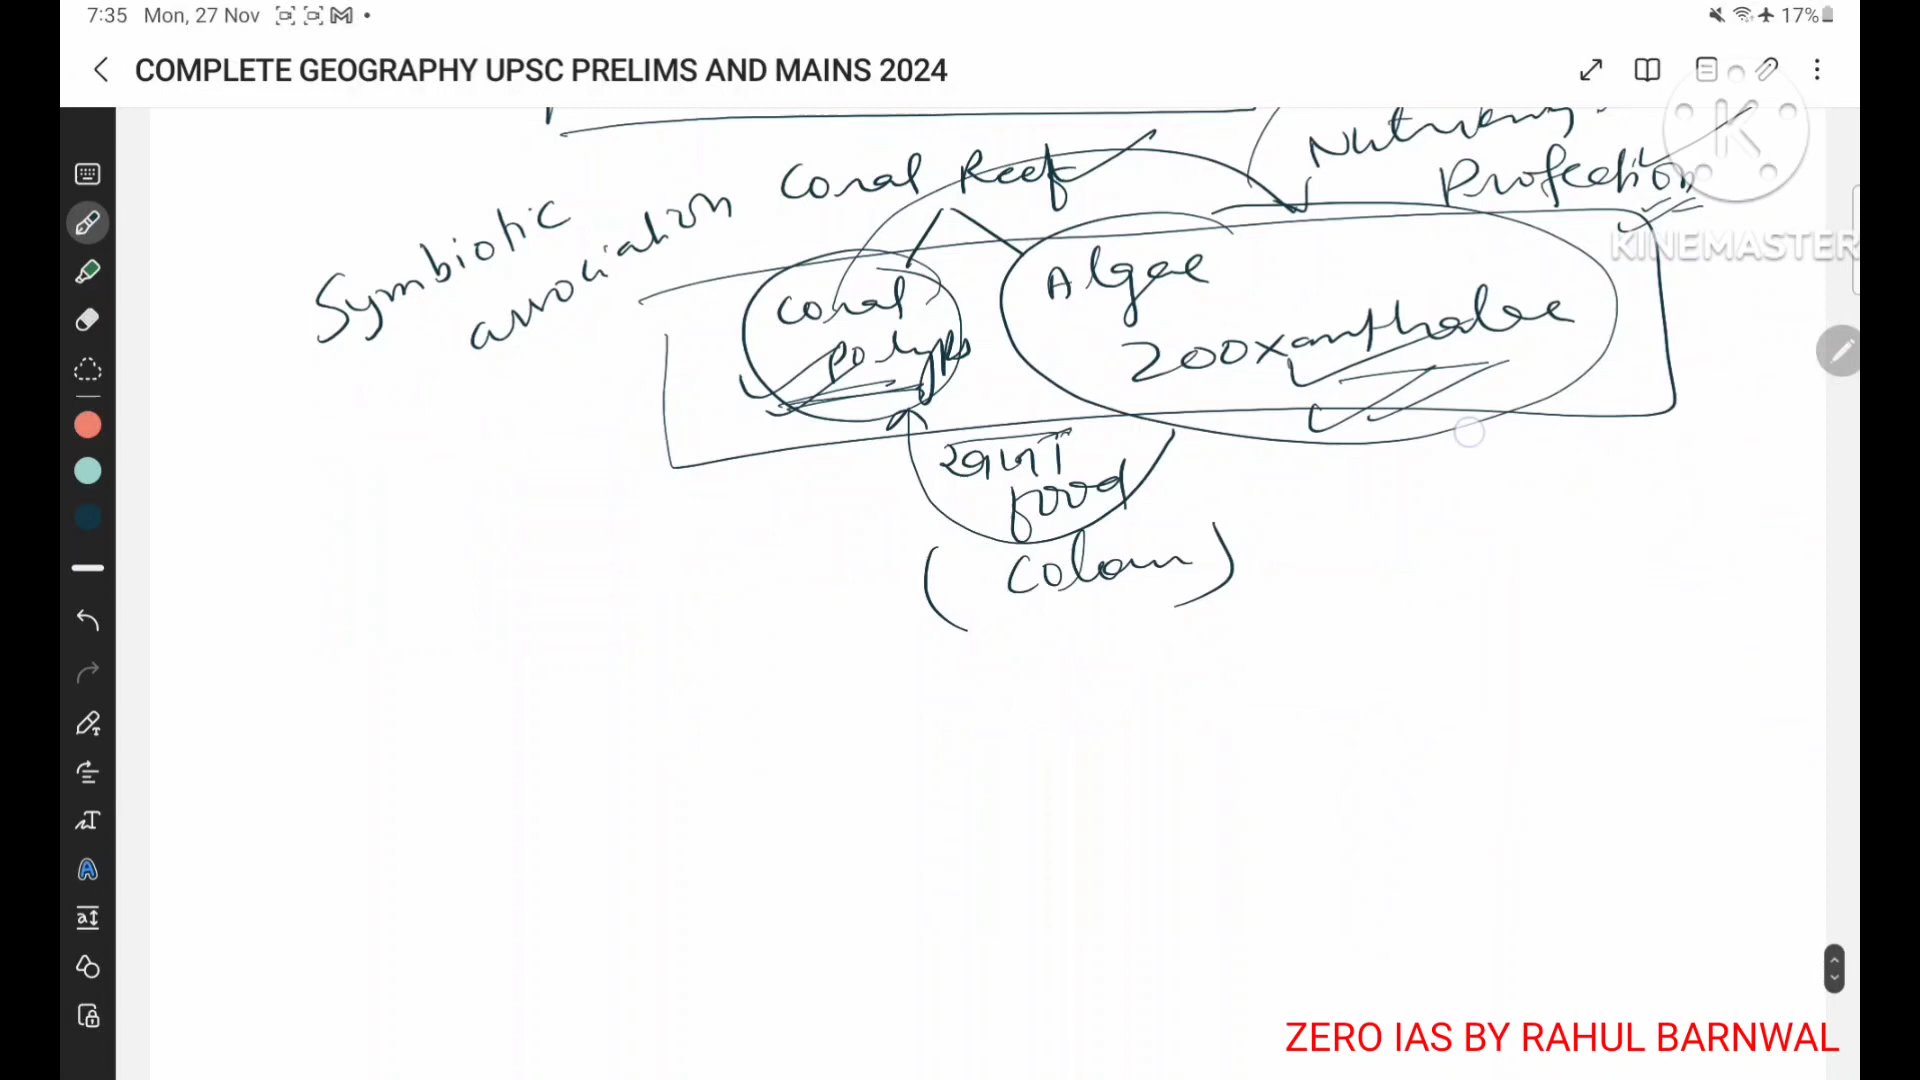 7:35 Mon, 27 Nov
17%
COMPLETE GEOGRAPHY UPSC PRELIMS AND MAINS 2024
Nutrients
Protection
Coral Reef
Symbiotic
association
Coral
polyps
Algae
zooxanthalae
खाना
food
(Colour)
K
KINEMASTER
ZERO IAS BY RAHUL BARNWAL